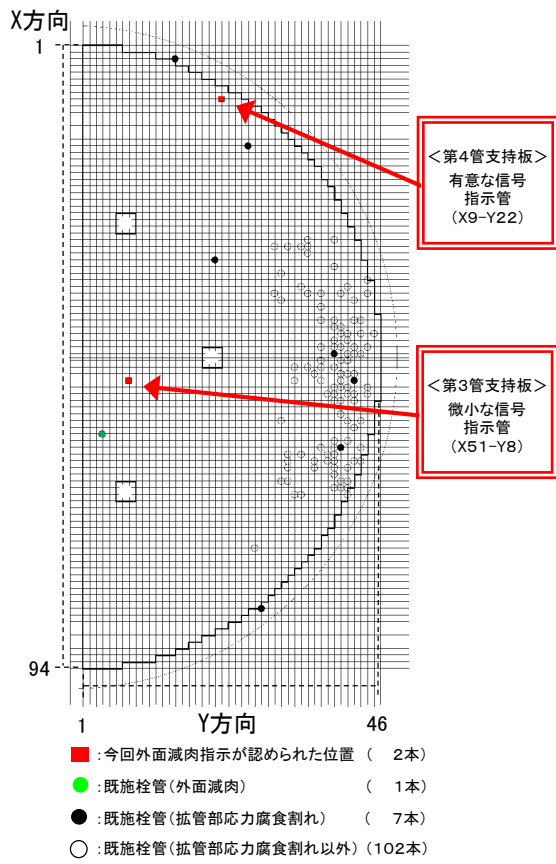 X方向
1
<第4管支持板>
有意な信号
指示管
(X9-Y22)
<第3管支持板>
微小な信号
指示管
(X51-Y8)
94
1
Y方向
46
:今回外面減肉指示が認められた位置 ( 2本)
:既施栓管(外面減肉) ( 1本)
:既施栓管(拡管部応力腐食割れ) ( 7本)
:既施栓管(拡管部応力腐食割れ以外) (102本)